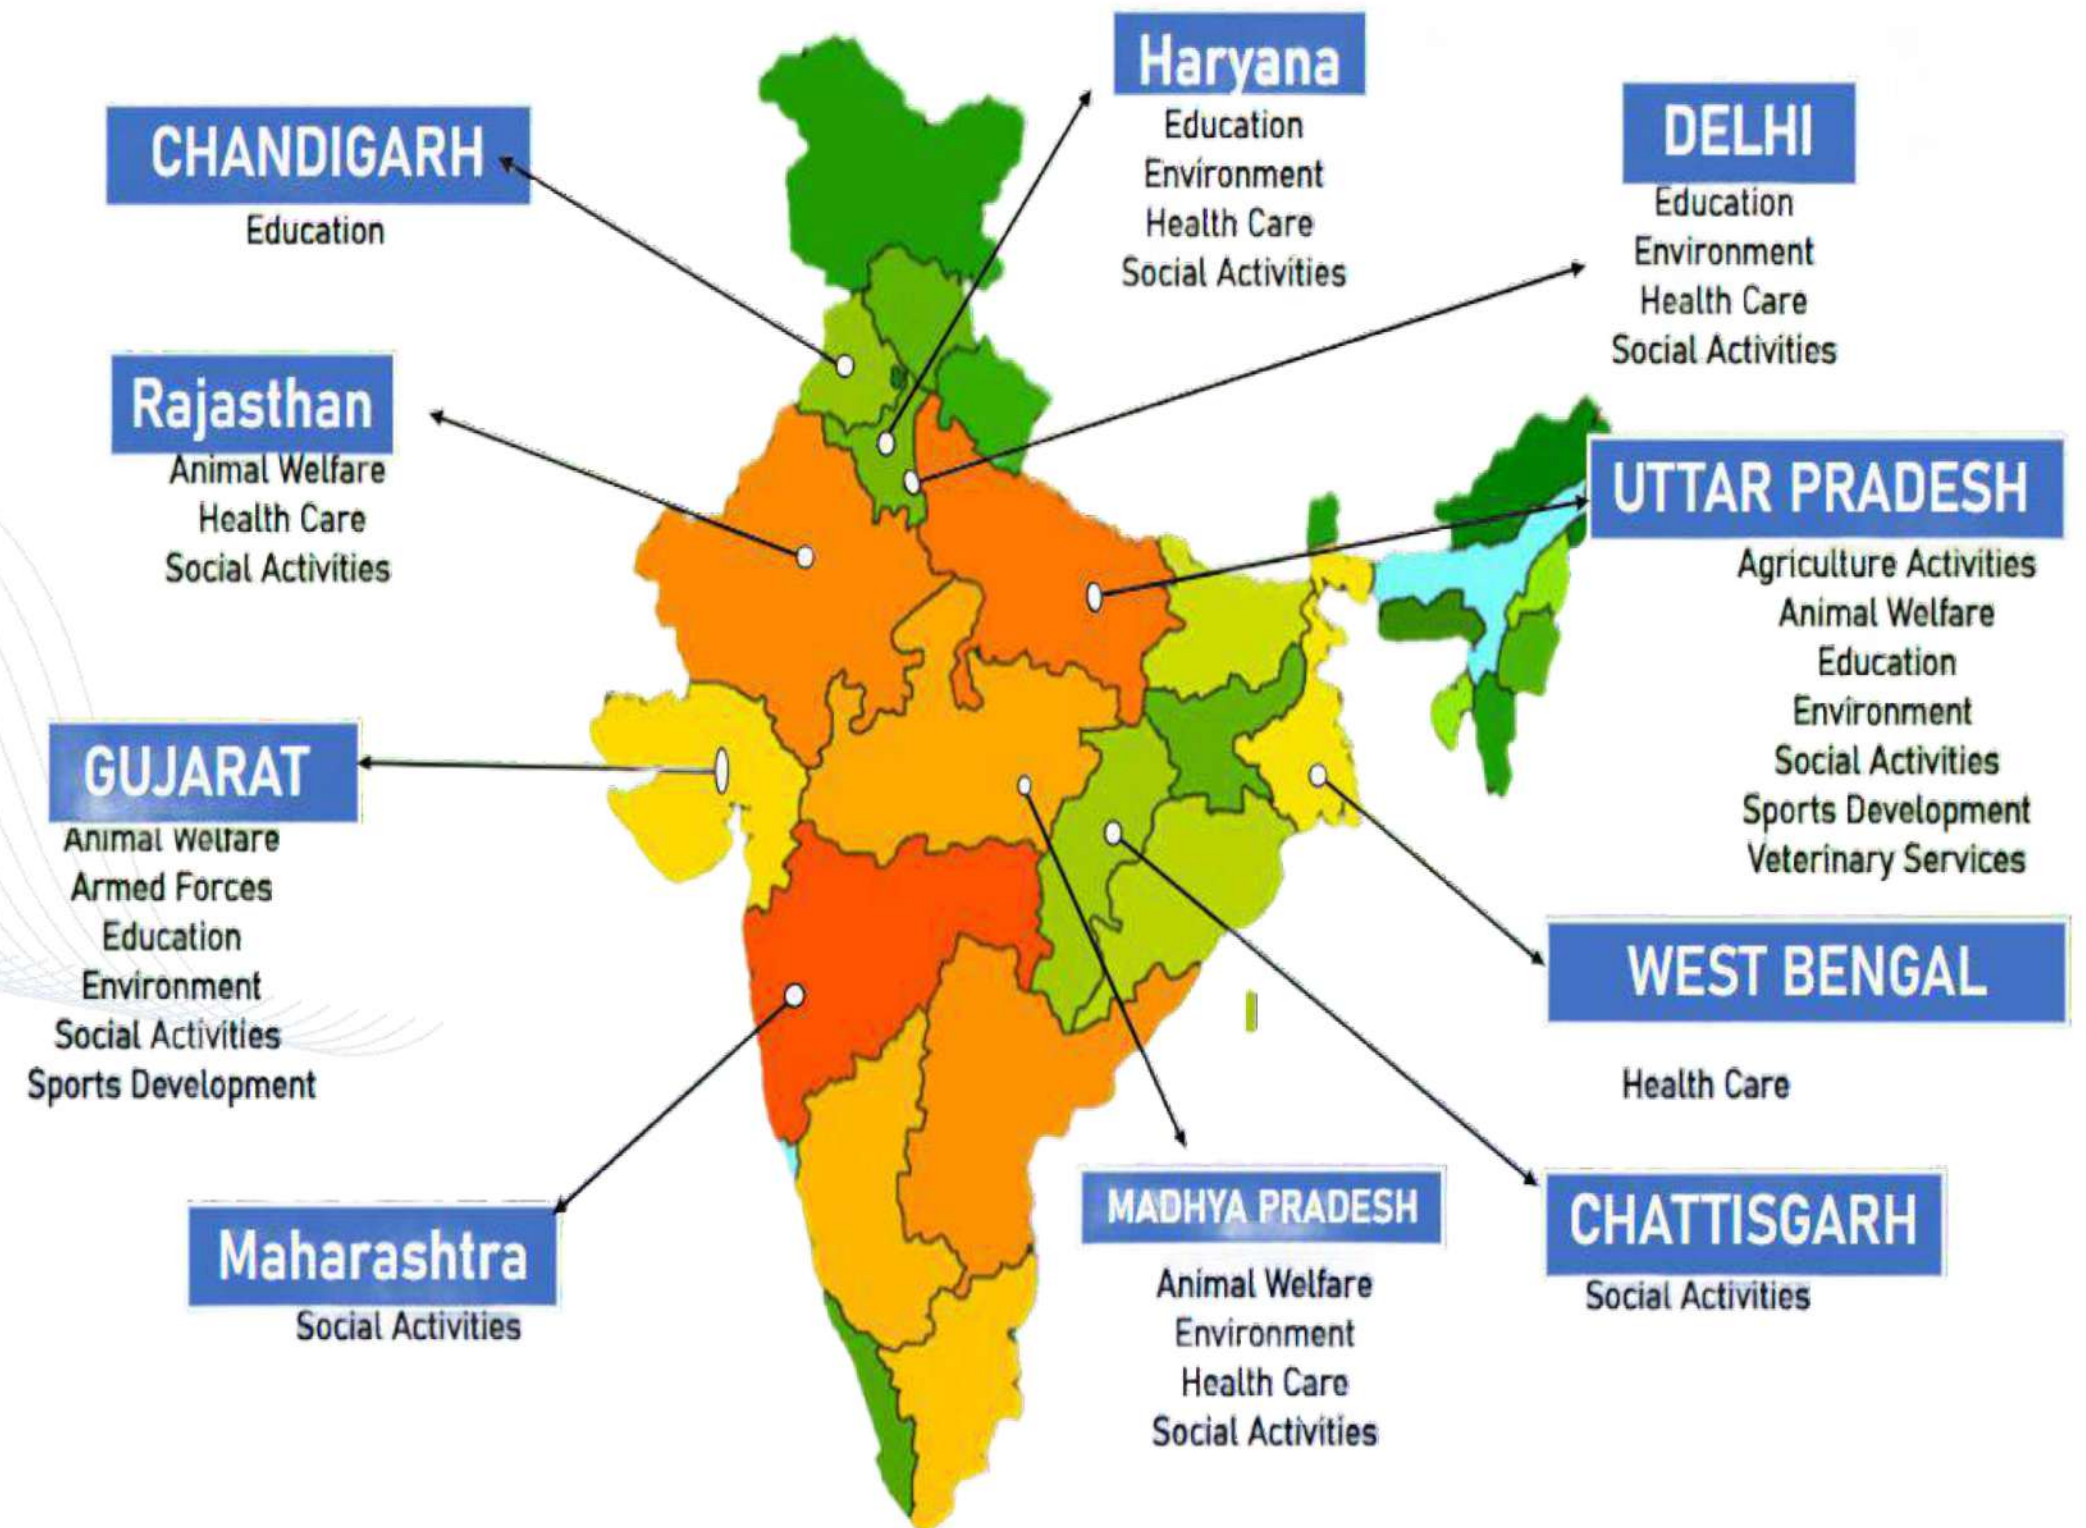 Haryana
Education
Environment
Health Care
Social Activities
DELHI
Education
Environment
Health Care
Social Activities
CHANDIGARH
Education
Rajasthan
Animal Welfare
Health Care
Social Activities
UTTAR PRADESH
Agriculture Activities
Animal Welfare
Education
Environment
Social Activities
Sports Development
Veterinary Services
GUJARAT
Animal Welfare
Armed Forces
Education
Environment
Social Activities
Sports Development
WEST BENGAL
Health Care
Maharashtra
Social Activities
MADHYA PRADESH
Animal Welfare
Environment
Health Care
Social Activities
CHATTISGARH
Social Activities